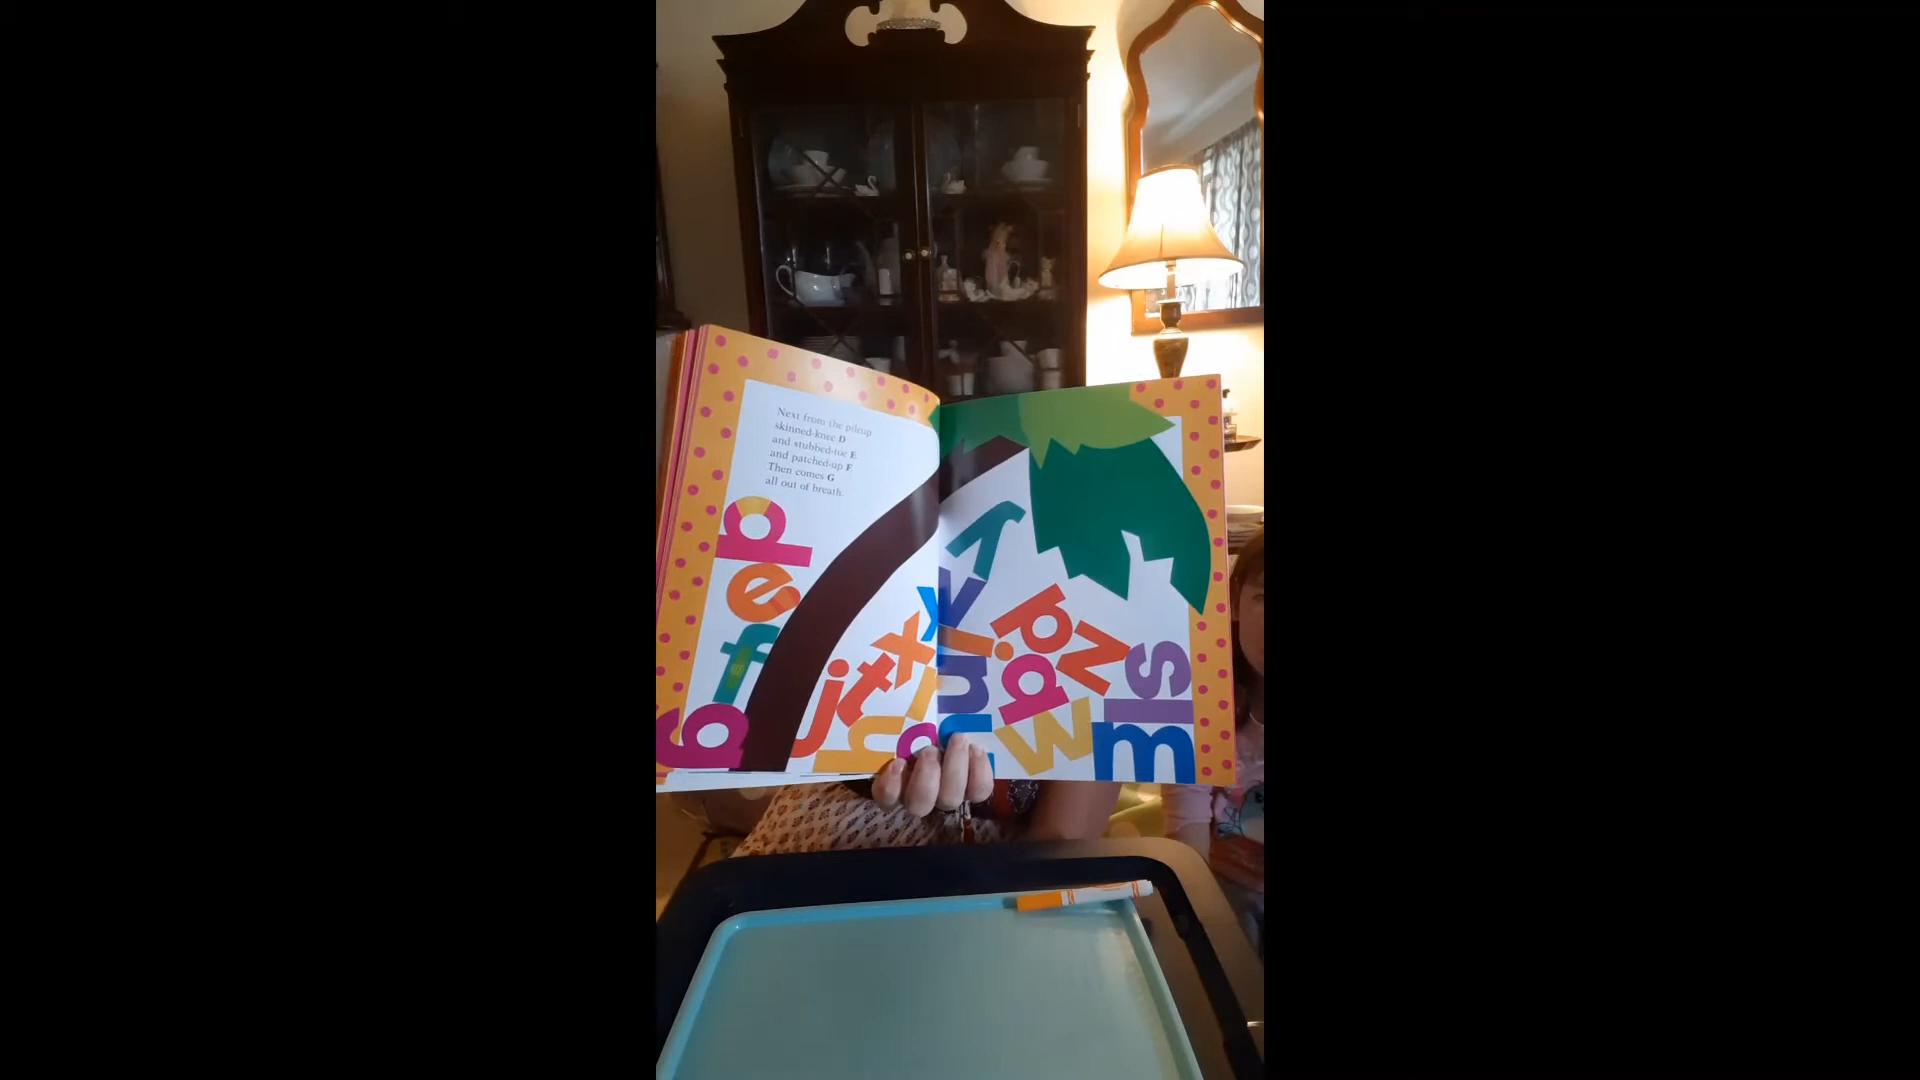 Next from the pileup
skinned-knee D
and stubbed-toe E
and patched-up F.
Then comes G
all out of breath.
d
e
f
g
j
t
x
h
r
p
z
s
l
m
w
q
i
u
n